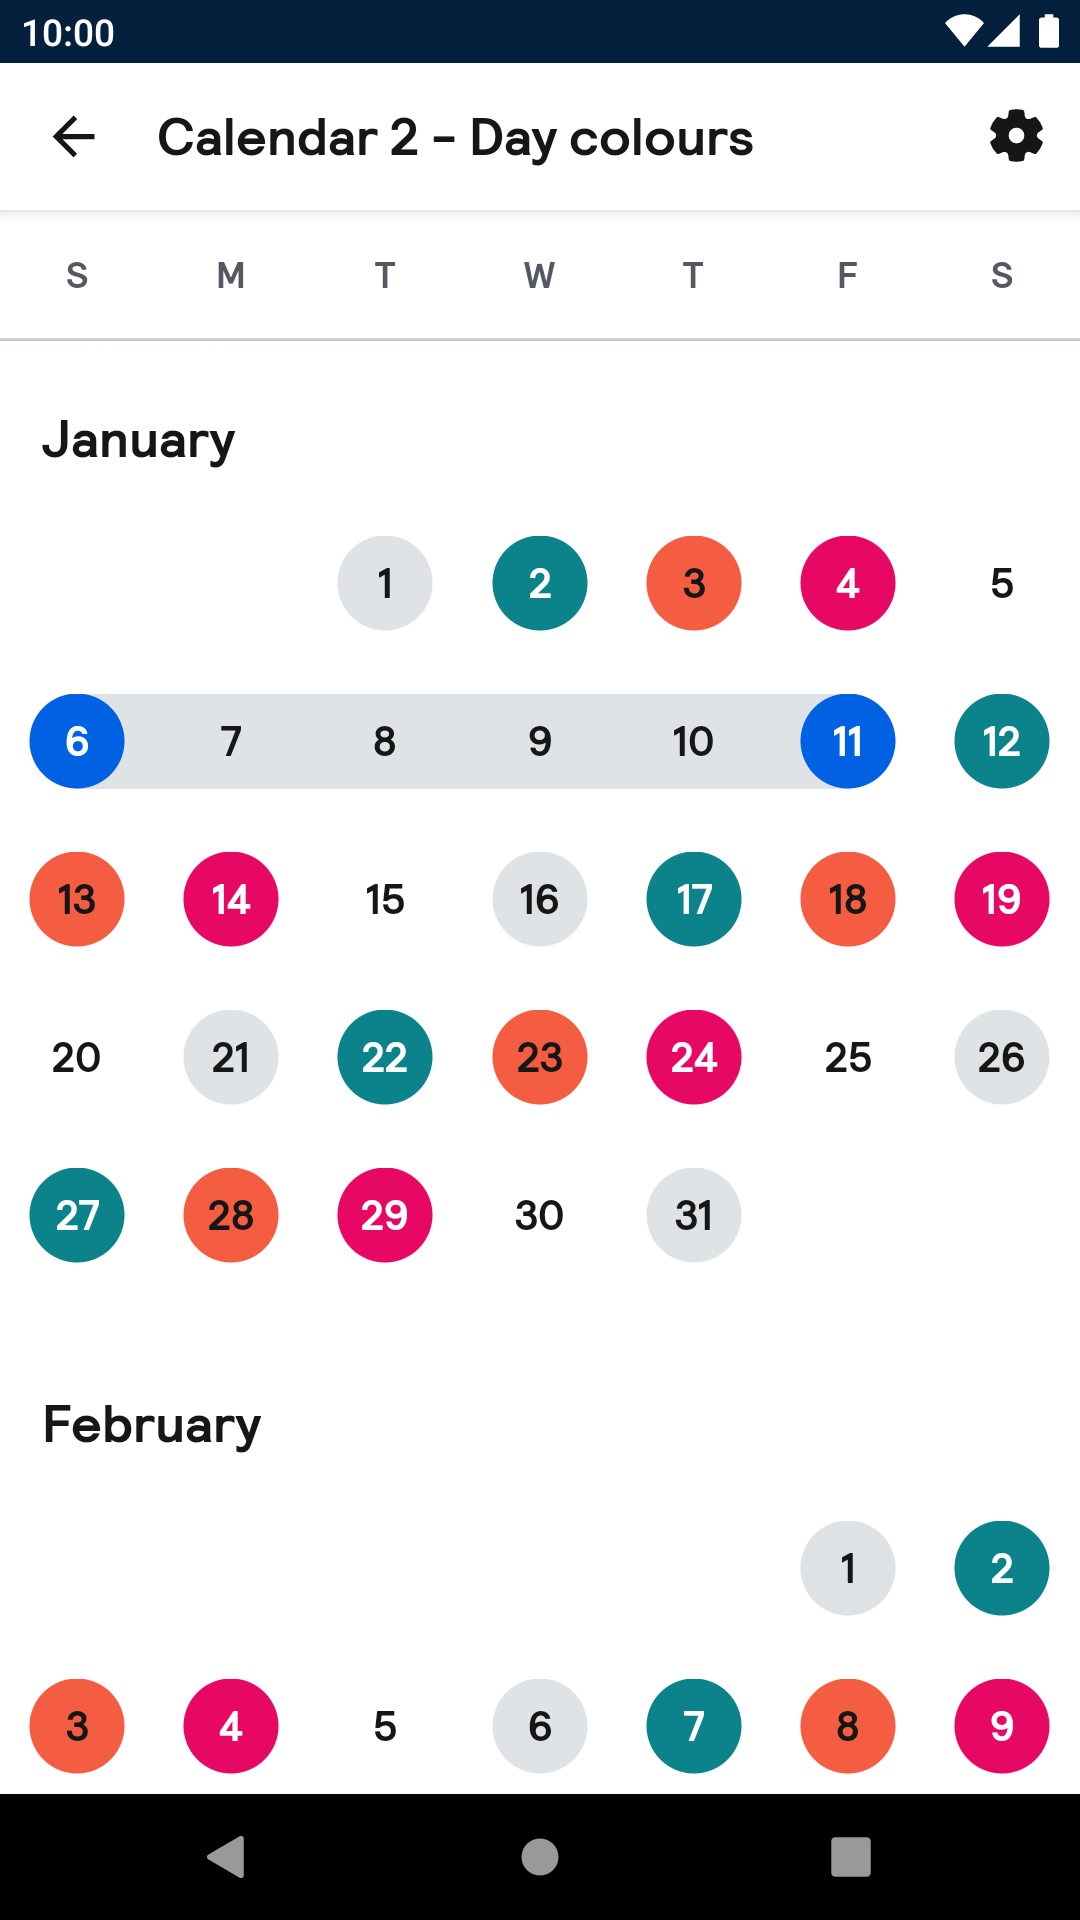 10:00
Calendar 2 - Day colours
S M T W T F S
January
1 2 3 4 5
6 7 8 9 10 11 12
13 14 15 16 17 18 19
20 21 22 23 24 25 26
27 28 29 30 31
February
1 2
3 4 5 6 7 8 9